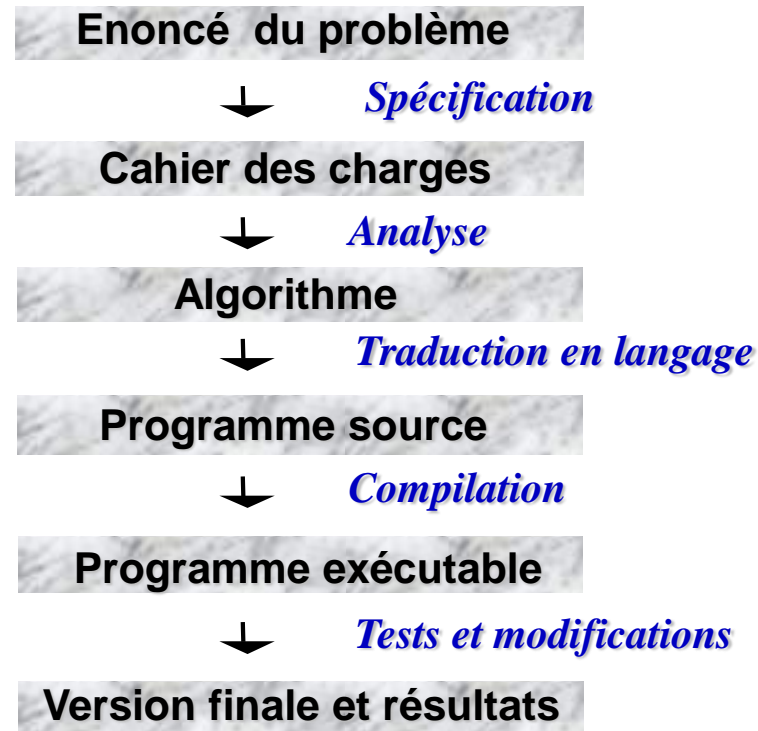 Enoncé du problème
Spécification
Cahier des charges
Analyse
Algorithme
Traduction en langage
Programme source
Compilation
Programme exécutable
Tests et modifications
Version finale et résultats